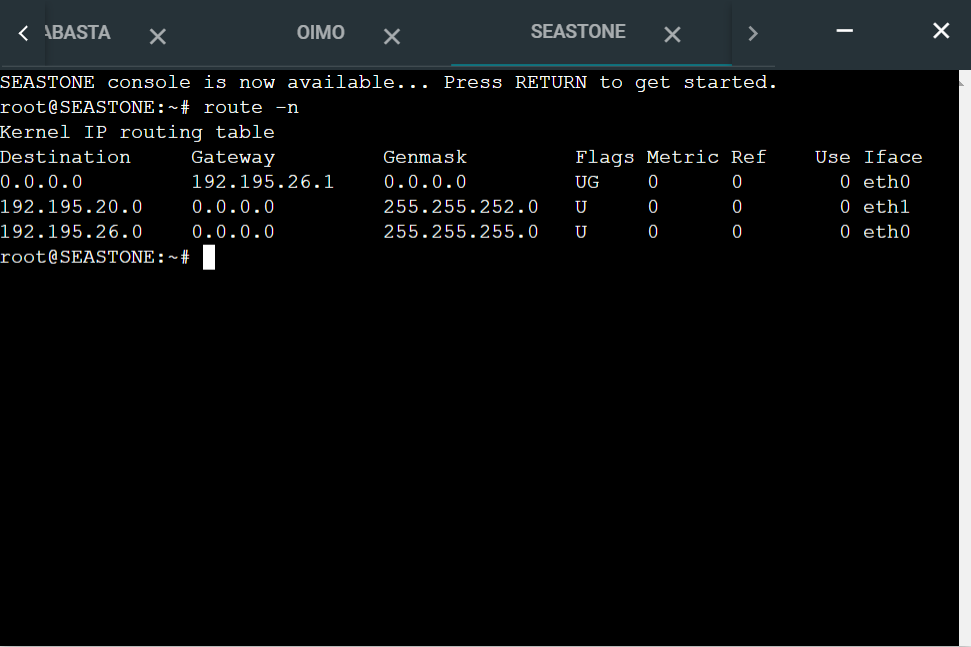 ABASTA OIMO SEASTONE
SEASTONE console is now available... Press RETURN to get started.
root@SEASTONE:~# route -n
Kernel IP routing table
Destination Gateway Genmask Flags Metric Ref Use Iface
0.0.0.0 192.195.26.1 0.0.0.0 UG 0 0 0 eth0
192.195.20.0 0.0.0.0 255.255.252.0 U 0 0 0 eth1
192.195.26.0 0.0.0.0 255.255.255.0 U 0 0 0 eth0
root@SEASTONE:~#